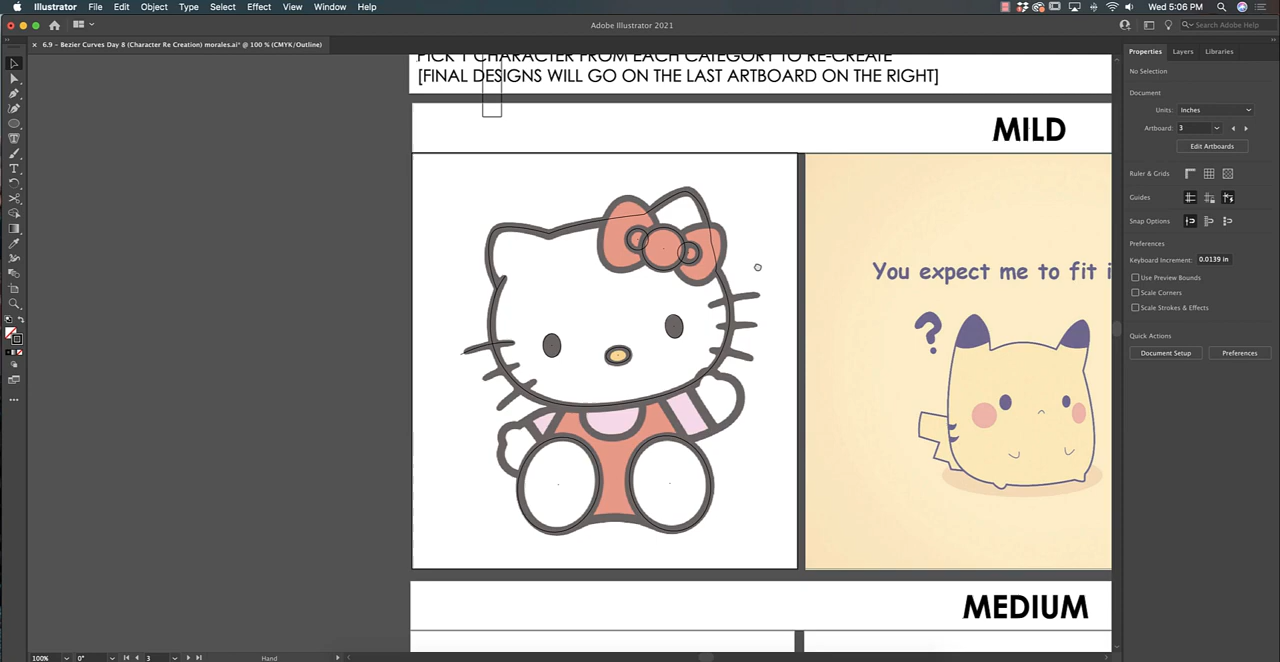 Illustrator File Edit Object Type Select Effect View Window Help
Wed 5:06 PM
Adobe Illustrator 2021
Search Adobe Help
6.9 - Bezier Curves Day 8 (Character Re Creation) morales.ai* @ 100 % (CMYK/Outline)
PICK 1 CHARACTER FROM EACH CATEGORY TO RE-CREATE
[FINAL DESIGNS WILL GO ON THE LAST ARTBOARD ON THE RIGHT]
MILD
You expect me to fit i
MEDIUM
Properties Layers Libraries
No Selection
Document
Units: Inches
Artboard: 3
Edit Artboards
Ruler & Grids
Guides
Snap Options
Preferences
Keyboard Increment: 0.0139 in
Use Preview Bounds
Scale Corners
Scale Strokes & Effects
Quick Actions
Document Setup Preferences
100% 0° 3 Hand